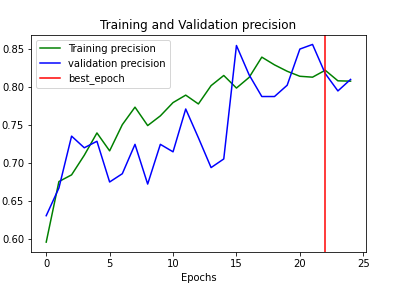 Training and Validation precision
Training precision
validation precision
best_epoch
0.85
0.80
0.75
0.70
0.65
0.60
0 5 10 15 20 25
Epochs